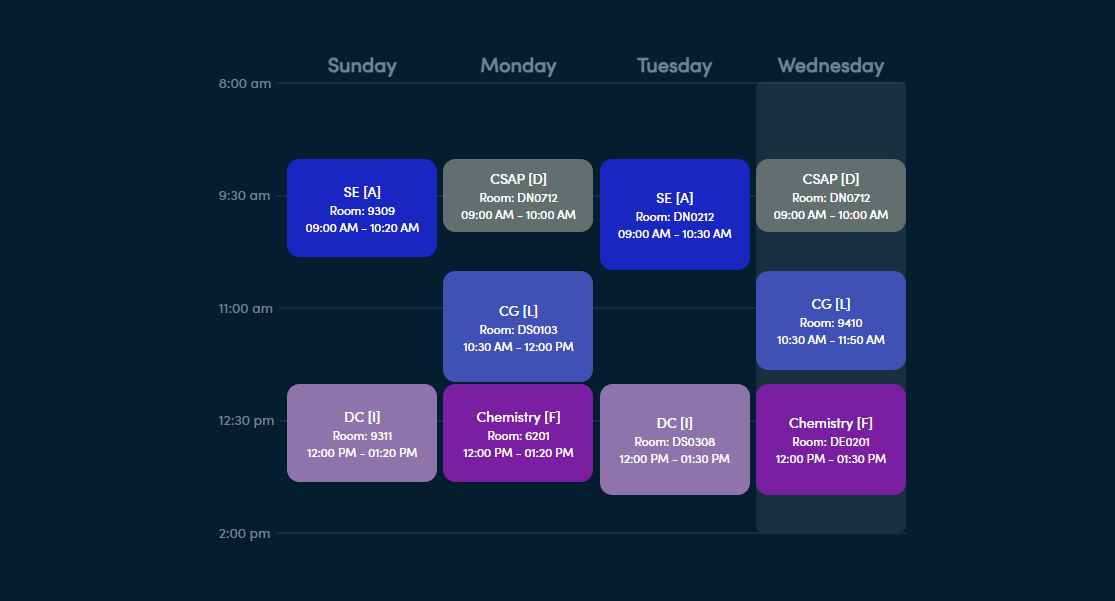 Sunday Monday Tuesday Wednesday
8:00 am
SE [A]
Room: 9309
09:00 AM - 10:20 AM
CSAP [D]
Room: DN0712
09:00 AM - 10:00 AM
SE [A]
Room: DN0212
09:00 AM - 10:30 AM
CSAP [D]
Room: DN0712
09:00 AM - 10:00 AM
9:30 am
CG [L]
Room: DS0103
10:30 AM - 12:00 PM
CG [L]
Room: 9410
10:30 AM - 11:50 AM
11:00 am
DC [I]
Room: 9311
12:00 PM - 01:20 PM
Chemistry [F]
Room: 6201
12:00 PM - 01:20 PM
DC [I]
Room: DS0308
12:00 PM - 01:30 PM
Chemistry [F]
Room: DE0201
12:00 PM - 01:30 PM
12:30 pm
2:00 pm